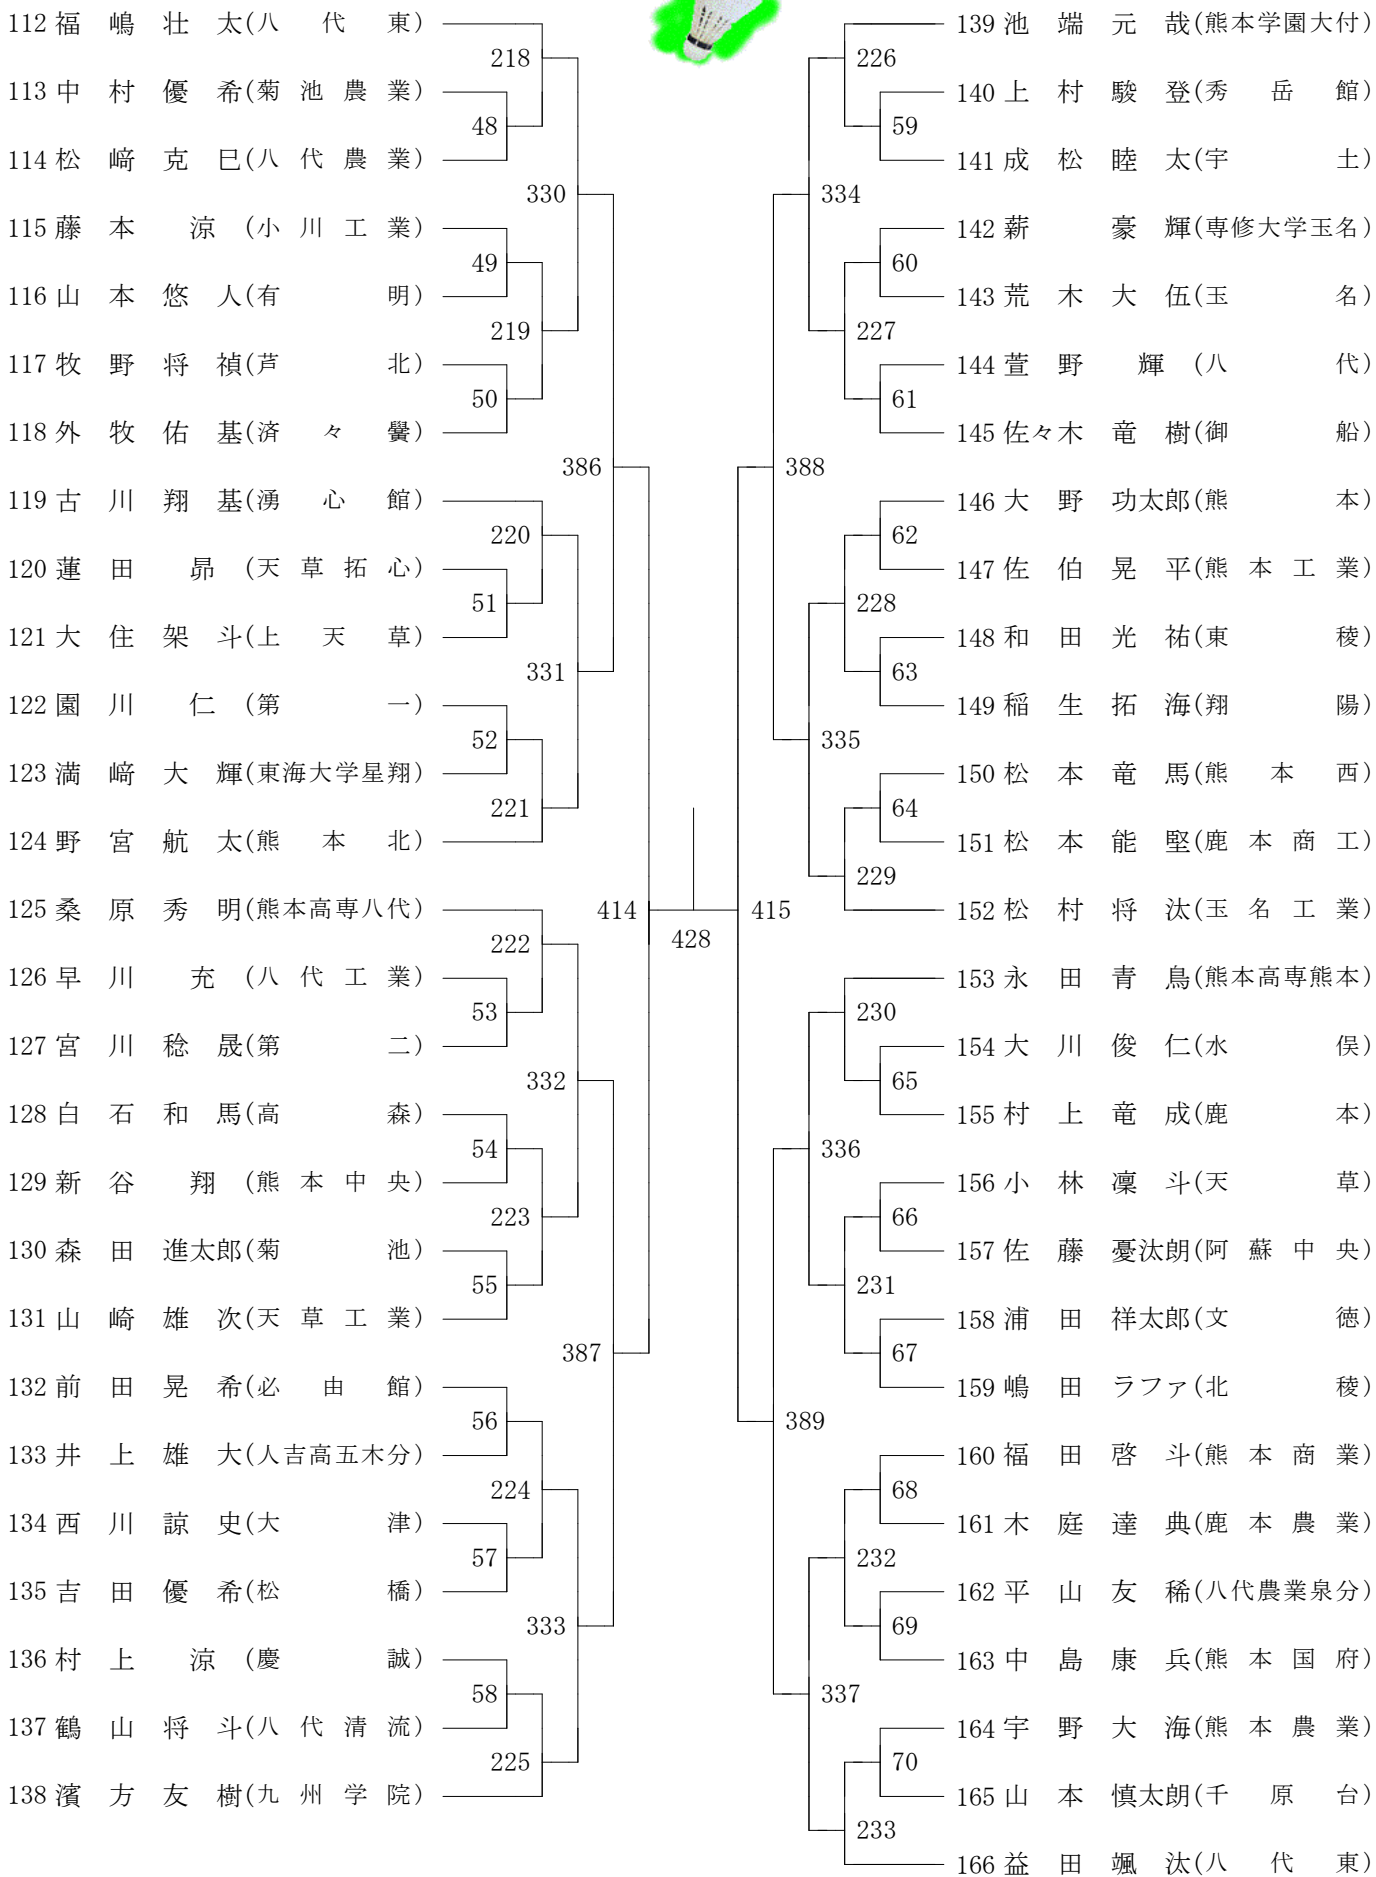 112 福嶋壮太(八代東)
218
113 中村優希(菊池農業)
48
114 松﨑克巳(八代農業)
330
115 藤本涼(小川工業)
49
116 山本悠人(有明)
219
117 牧野将禎(芦北)
50
118 外牧佑基(済々黌)
386
119 古川翔基(湧心館)
220
120 蓮田昴(天草拓心)
51
121 大住架斗(上天草)
331
122 園川仁(第一)
52
123 満﨑大輝(東海大学星翔)
221
124 野宮航太(熊本北)
125 桑原秀明(熊本高専八代)
414
222
428
126 早川充(八代工業)
53
127 宮川稔晟(第二)
332
128 白石和馬(高森)
54
129 新谷翔(熊本中央)
223
130 森田進太郎(菊池)
55
131 山崎雄次(天草工業)
387
132 前田晃希(必由館)
56
133 井上雄大(人吉高五木分)
224
134 西川諒史(大津)
57
135 吉田優希(松橋)
333
136 村上涼(慶誠)
58
137 鶴山将斗(八代清流)
225
138 濱方友樹(九州学院)
139 池端元哉(熊本学園大付)
226
140 上村駿登(秀岳館)
59
141 成松睦太(宇土)
334
142 薪豪輝(専修大学玉名)
60
143 荒木大伍(玉名)
227
144 萱野輝(八代)
61
145 佐々木竜樹(御船)
388
146 大野功太郎(熊本)
62
147 佐伯晃平(熊本工業)
228
148 和田光祐(東稜)
63
149 稲生拓海(翔陽)
335
150 松本竜馬(熊本西)
64
151 松本能堅(鹿本商工)
229
152 松村将汰(玉名工業)
415
153 永田青鳥(熊本高専熊本)
230
154 大川俊仁(水俣)
65
155 村上竜成(鹿本)
336
156 小林凜斗(天草)
66
157 佐藤憂汰朗(阿蘇中央)
231
158 浦田祥太郎(文徳)
67
159 嶋田ラファ(北稜)
389
160 福田啓斗(熊本商業)
68
161 木庭達典(鹿本農業)
232
162 平山友稀(八代農業泉分)
69
163 中島康兵(熊本国府)
337
164 宇野大海(熊本農業)
70
165 山本慎太朗(千原台)
233
166 益田颯汰(八代東)